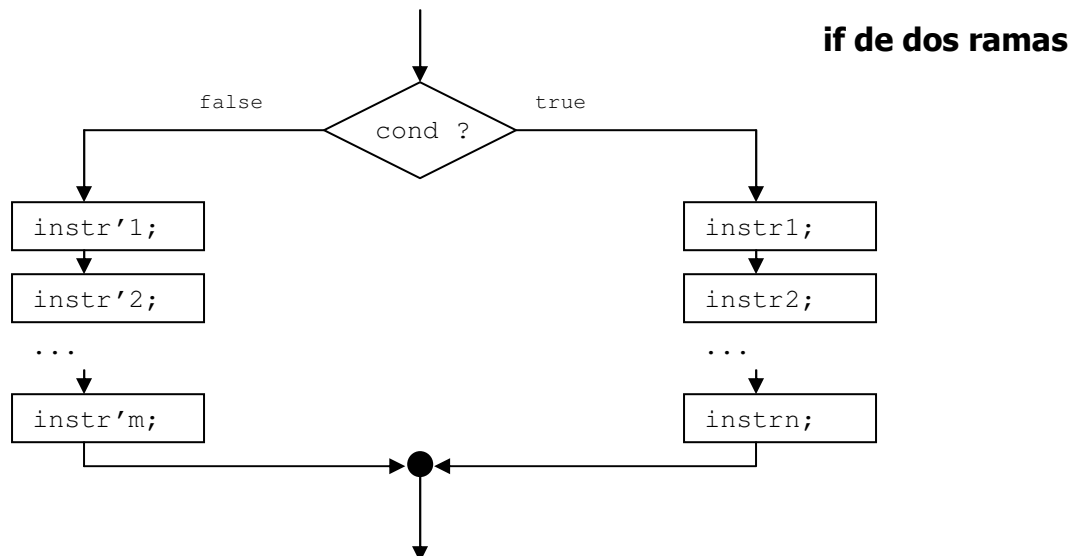 if de dos ramas
false
true
cond ?
instr’1;
instr1;
instr’2;
instr2;
...
...
instr’m;
instrn;